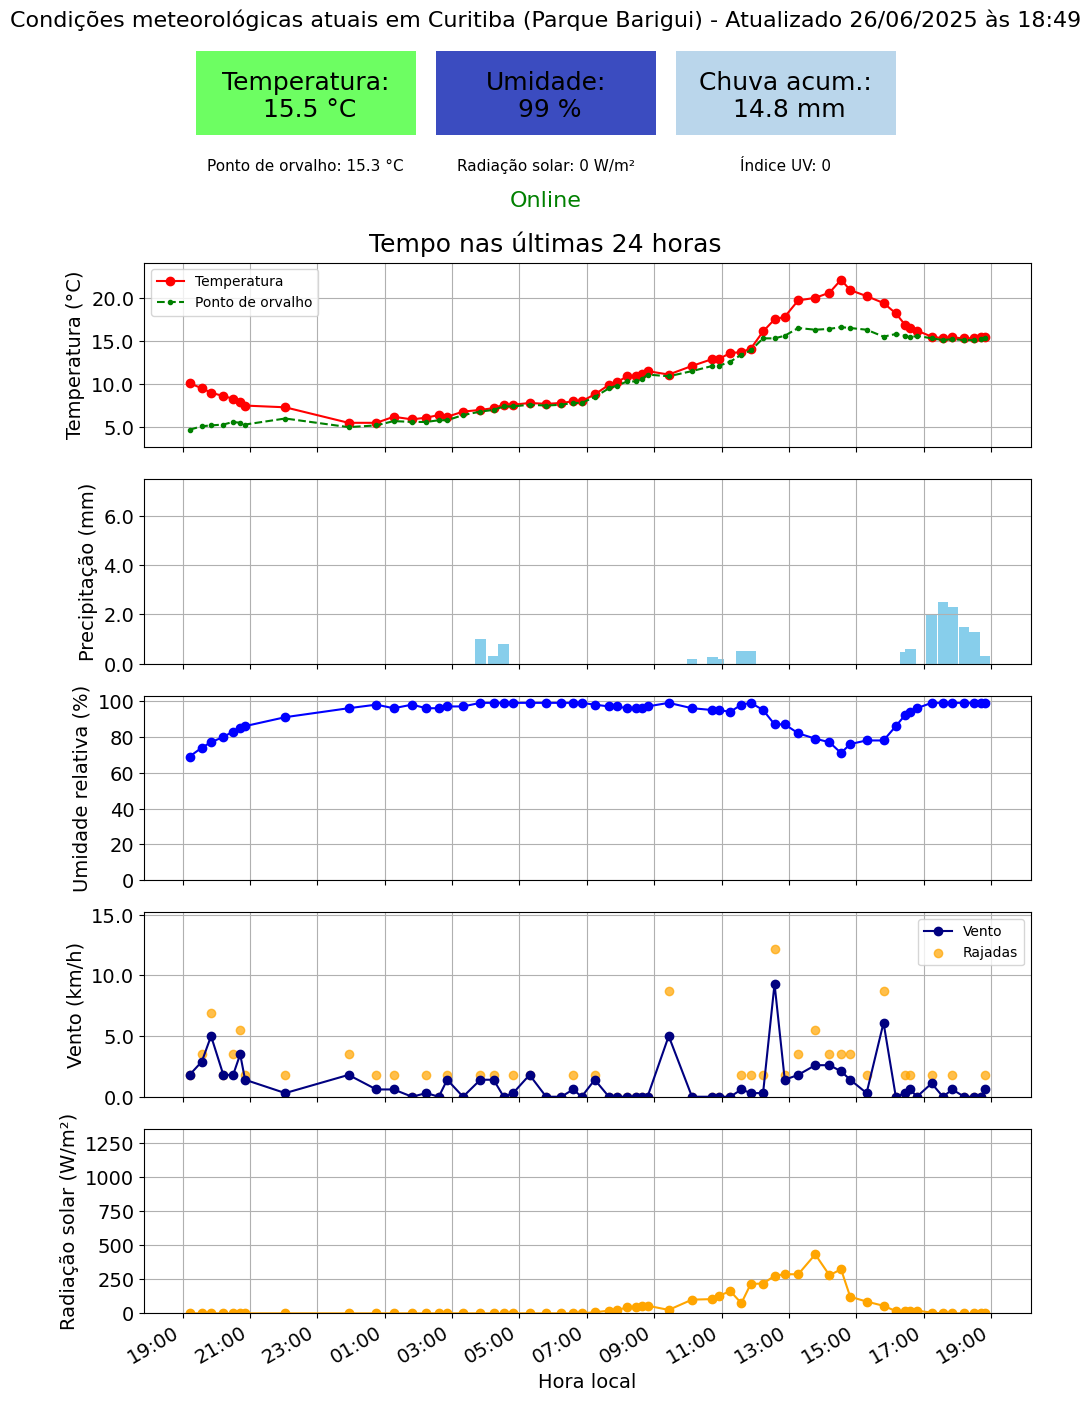 Condições meteorológicas atuais em Curitiba (Parque Barigui) - Atualizado 26/06/2025 às 18:49
Temperatura:
15.5 °C
Umidade:
99 %
Chuva acum.:
14.8 mm
Ponto de orvalho: 15.3 °C
Radiação solar: 0 W/m²
Índice UV: 0
Online
Tempo nas últimas 24 horas
Temperatura (°C)
20.0
15.0
10.0
5.0
Temperatura
Ponto de orvalho
Precipitação (mm)
6.0
4.0
2.0
0.0
Umidade relativa (%)
100
80
60
40
20
0
Vento (km/h)
15.0
10.0
5.0
0.0
Vento
Rajadas
Radiação solar (W/m²)
1250
1000
750
500
250
0
19:00
21:00
23:00
01:00
03:00
05:00
07:00
09:00
11:00
13:00
15:00
17:00
19:00
Hora local